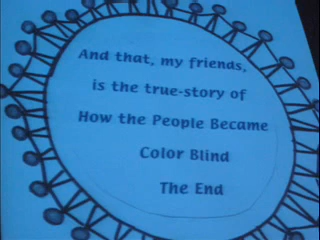 And that, my friends,
is the true-story of
How the People Became
Color Blind
The End